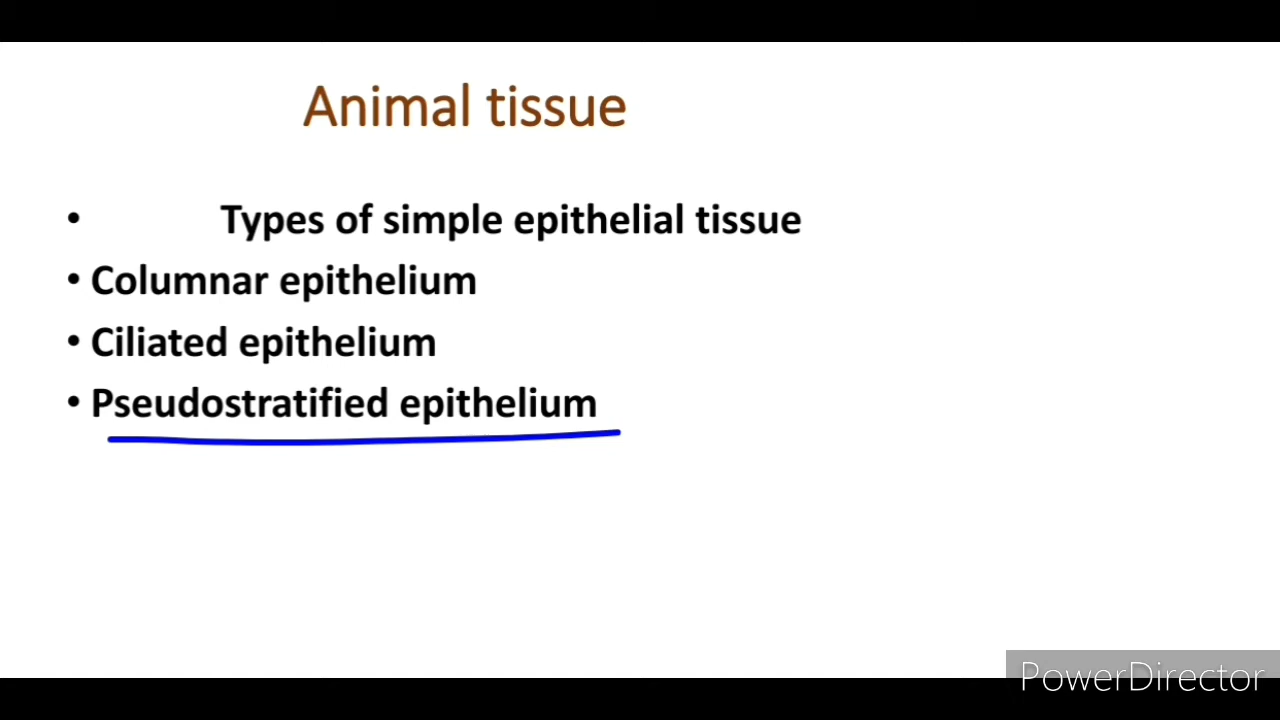 Animal tissue
• Types of simple epithelial tissue
• Columnar epithelium
• Ciliated epithelium
• Pseudostratified epithelium
PowerDirector